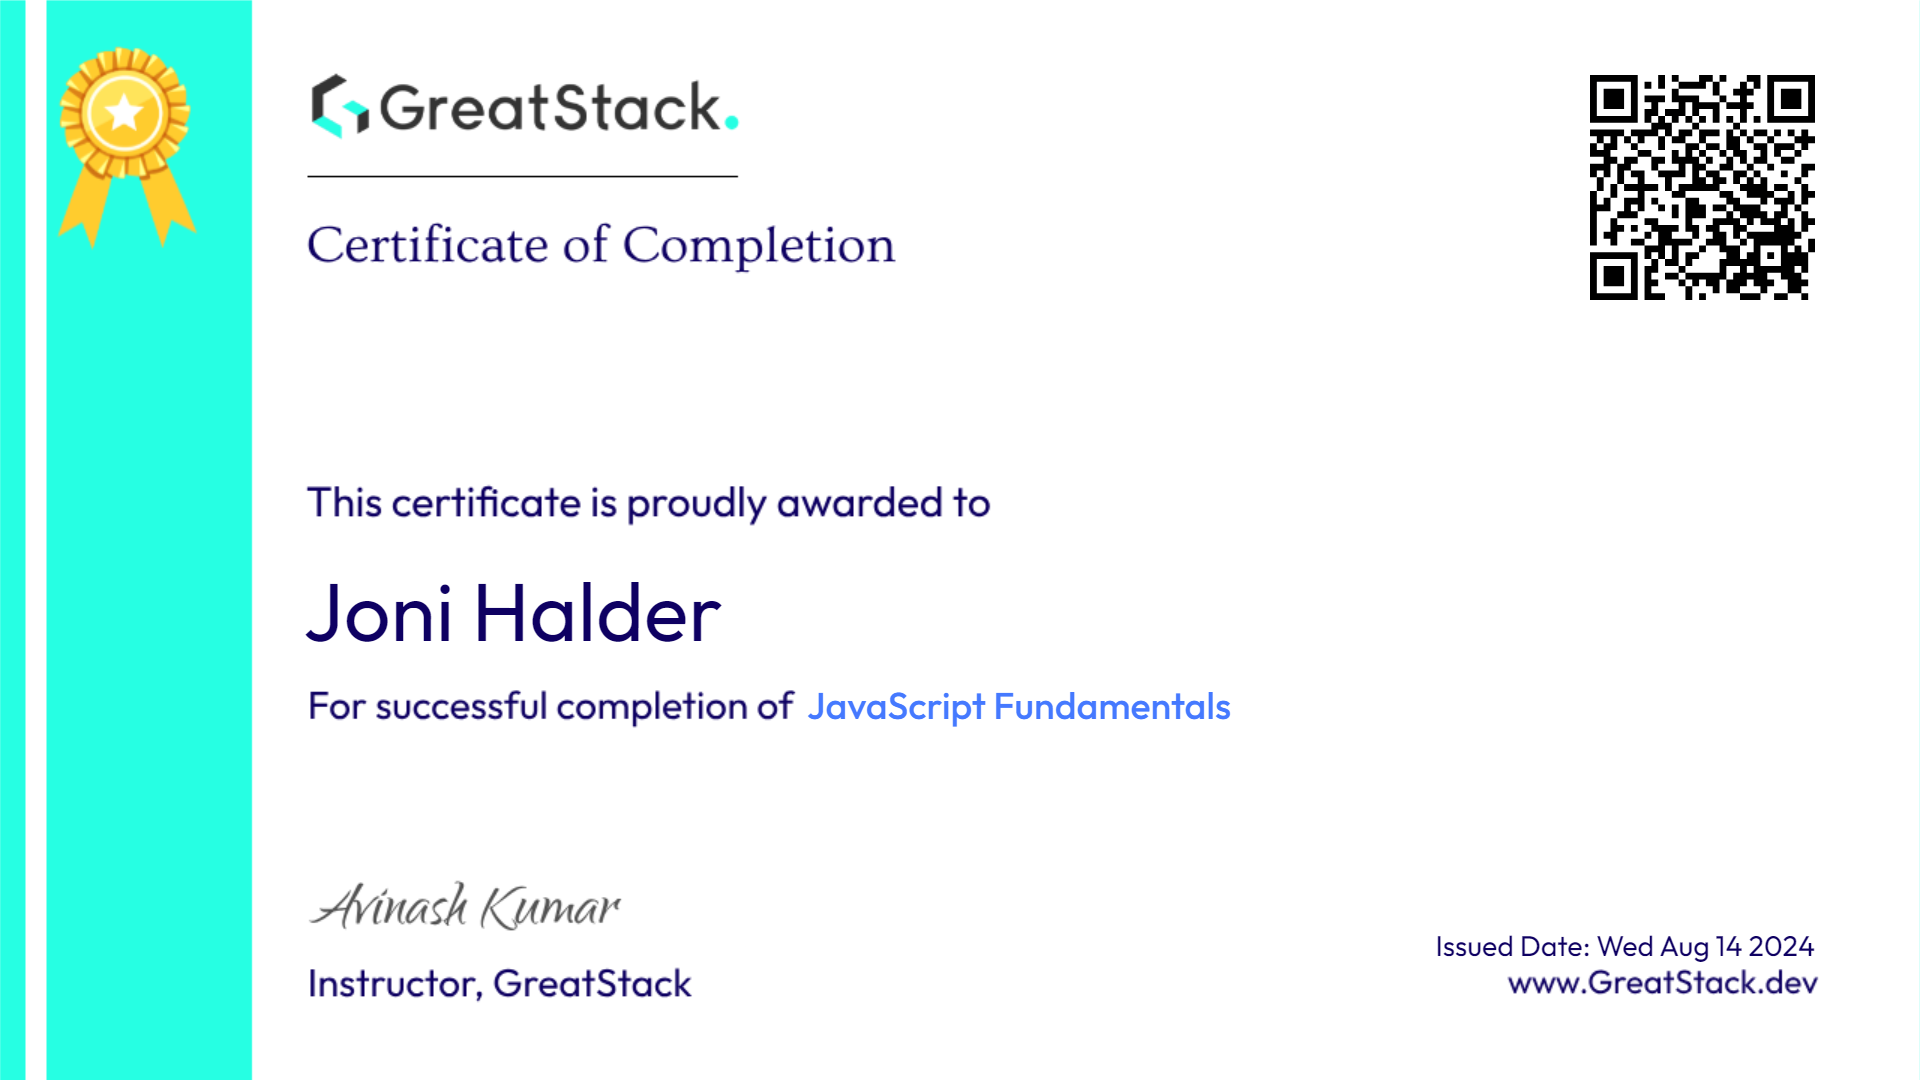 GreatStack.
Certificate of Completion
This certificate is proudly awarded to
Joni Halder
For successful completion of JavaScript Fundamentals
Avinash Kumar
Instructor, GreatStack
Issued Date: Wed Aug 14 2024
www.GreatStack.dev